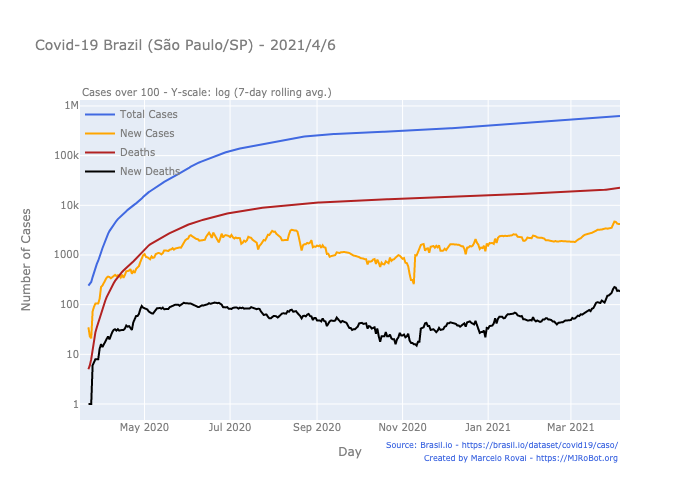 Covid-19 Brazil (São Paulo/SP) - 2021/4/6
Cases over 100 - Y-scale: log (7-day rolling avg.)
Total Cases
New Cases
Deaths
New Deaths
Number of Cases
1M
100k
10k
1000
100
10
1
May 2020
Jul 2020
Sep 2020
Nov 2020
Jan 2021
Mar 2021
Day
Source: Brasil.io - https://brasil.io/dataset/covid19/caso/
Created by Marcelo Rovai - https://MJRoBot.org